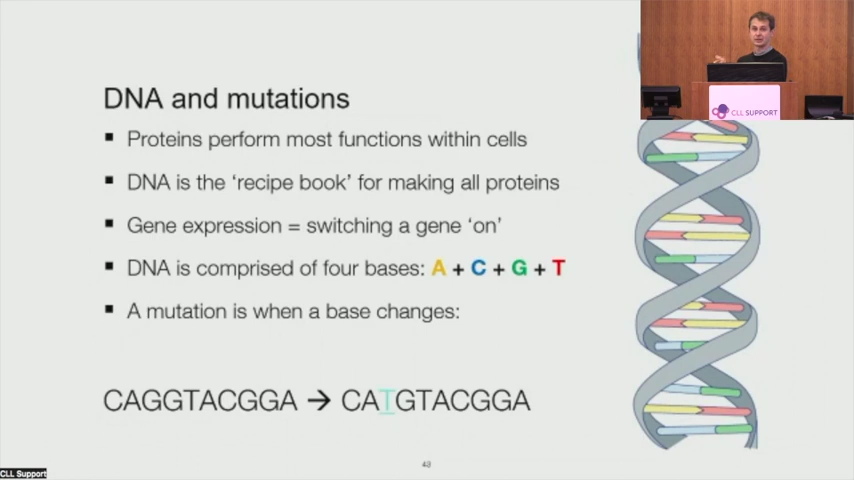 CLL SUPPORT
DNA and mutations
Proteins perform most functions within cells
DNA is the ‘recipe book’ for making all proteins
Gene expression = switching a gene ‘on’
DNA is comprised of four bases: A + C + G + T
A mutation is when a base changes:
CAGGTACGGA → CATGTACGGA
48
CLL Support